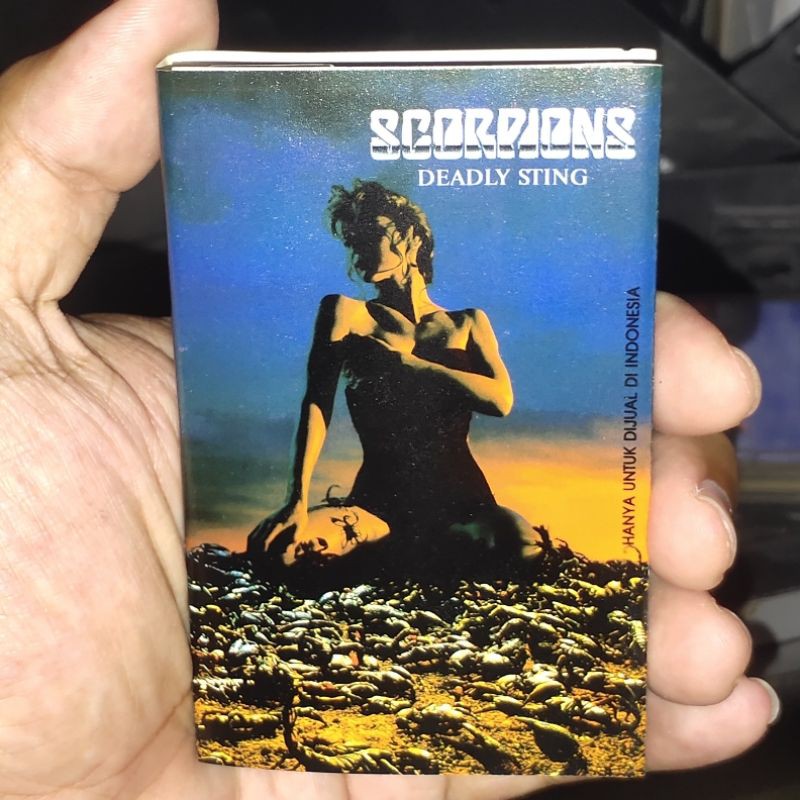 SCORPIONS
DEADLY STING
HANYA UNTUK DIJUAL DI INDONESIA